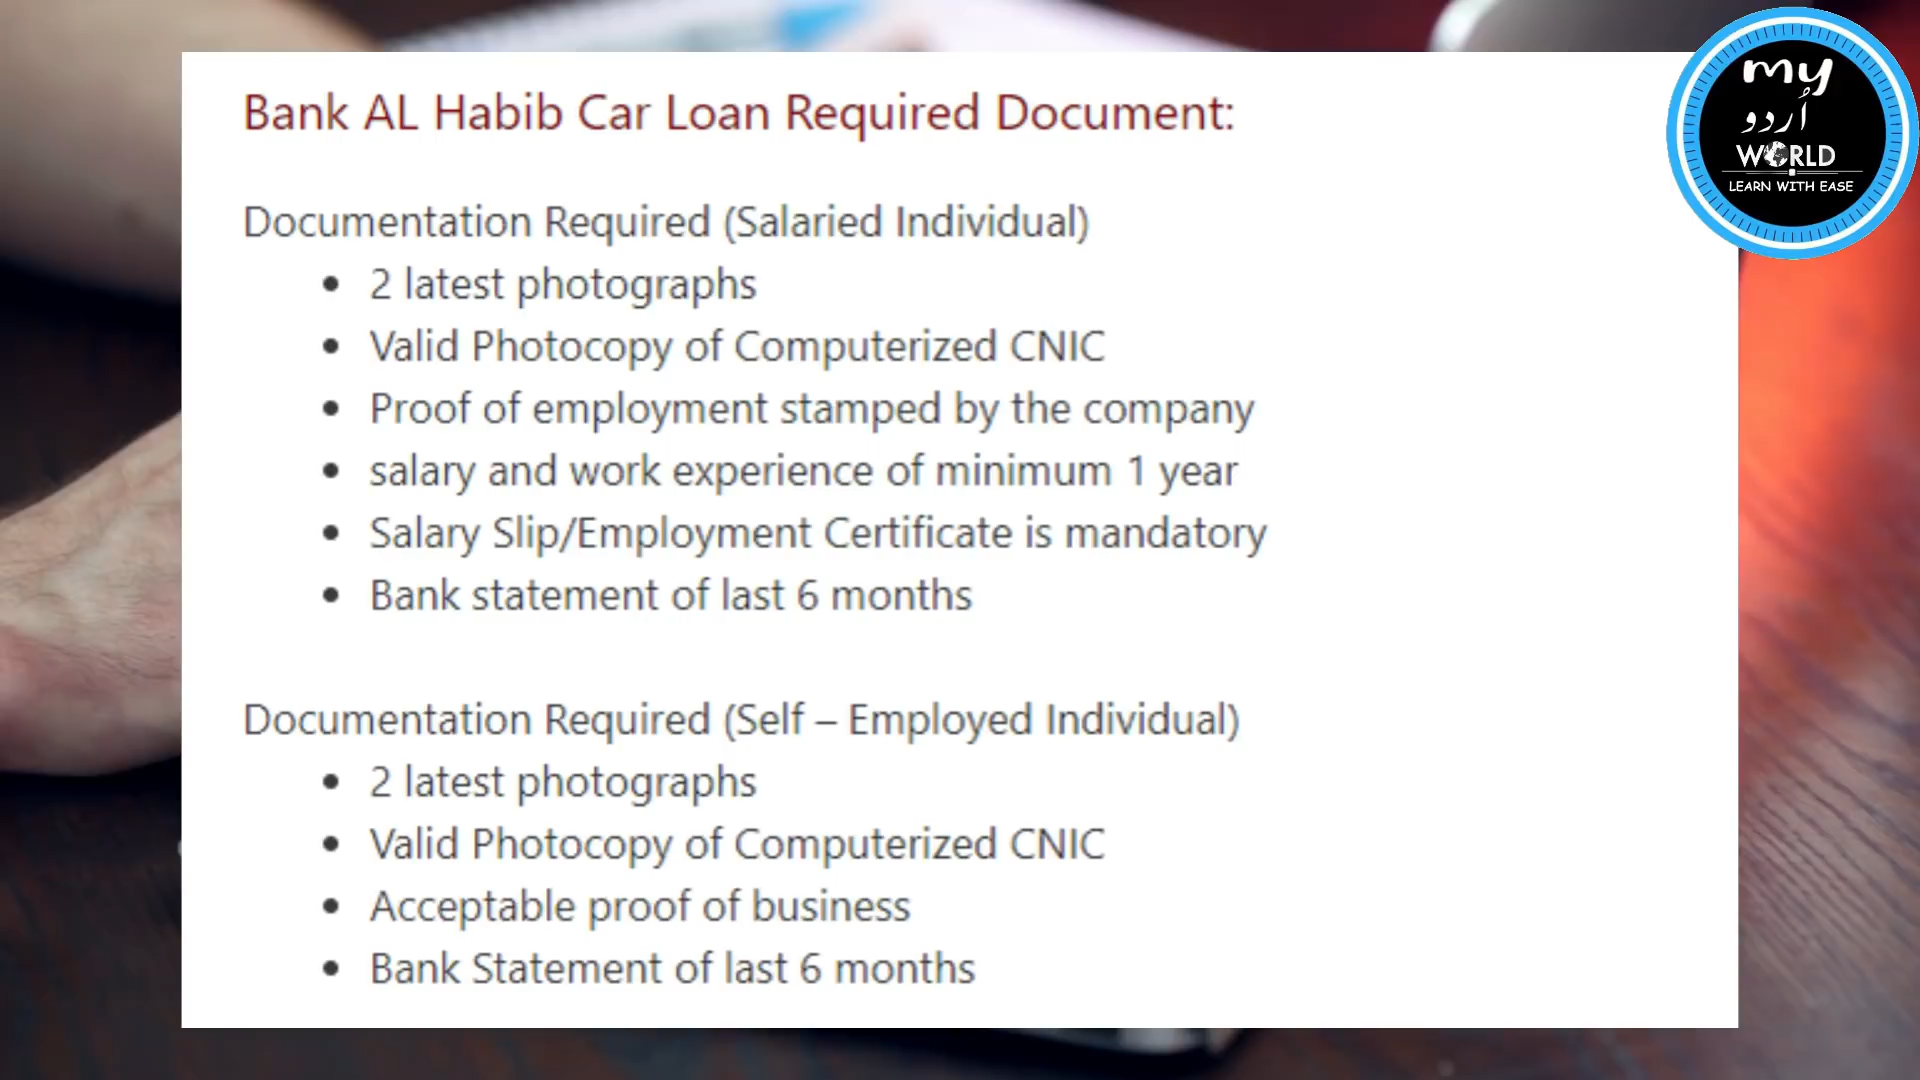 Bank AL Habib Car Loan Required Document:
Documentation Required (Salaried Individual)
• 2 latest photographs
• Valid Photocopy of Computerized CNIC
• Proof of employment stamped by the company
• salary and work experience of minimum 1 year
• Salary Slip/Employment Certificate is mandatory
• Bank statement of last 6 months
Documentation Required (Self – Employed Individual)
• 2 latest photographs
• Valid Photocopy of Computerized CNIC
• Acceptable proof of business
• Bank Statement of last 6 months
my
اُردو
WORLD
LEARN WITH EASE